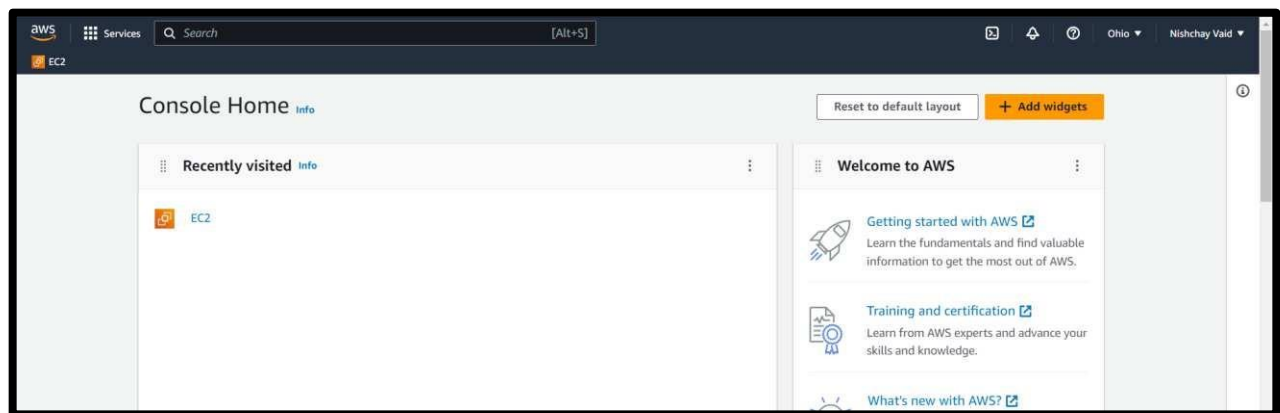 aws Services Search [Alt+S] Ohio Nishchay Vaid
EC2
Console Home Info
Reset to default layout + Add widgets
Recently visited Info
EC2
Welcome to AWS
Getting started with AWS
Learn the fundamentals and find valuable
information to get the most out of AWS.
Training and certification
Learn from AWS experts and advance your
skills and knowledge.
What's new with AWS?